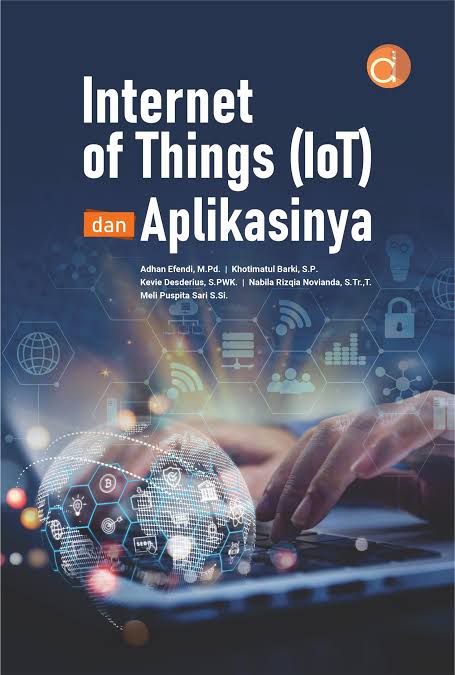 Internet
of Things (IoT)
dan Aplikasinya
Adhan Efendi, M.Pd. | Khotimatul Barki, S.P.
Kevie Desderius, S.PWK. | Nabila Rizqia Novianda, S.Tr.,T.
Meli Puspita Sari S.Si.